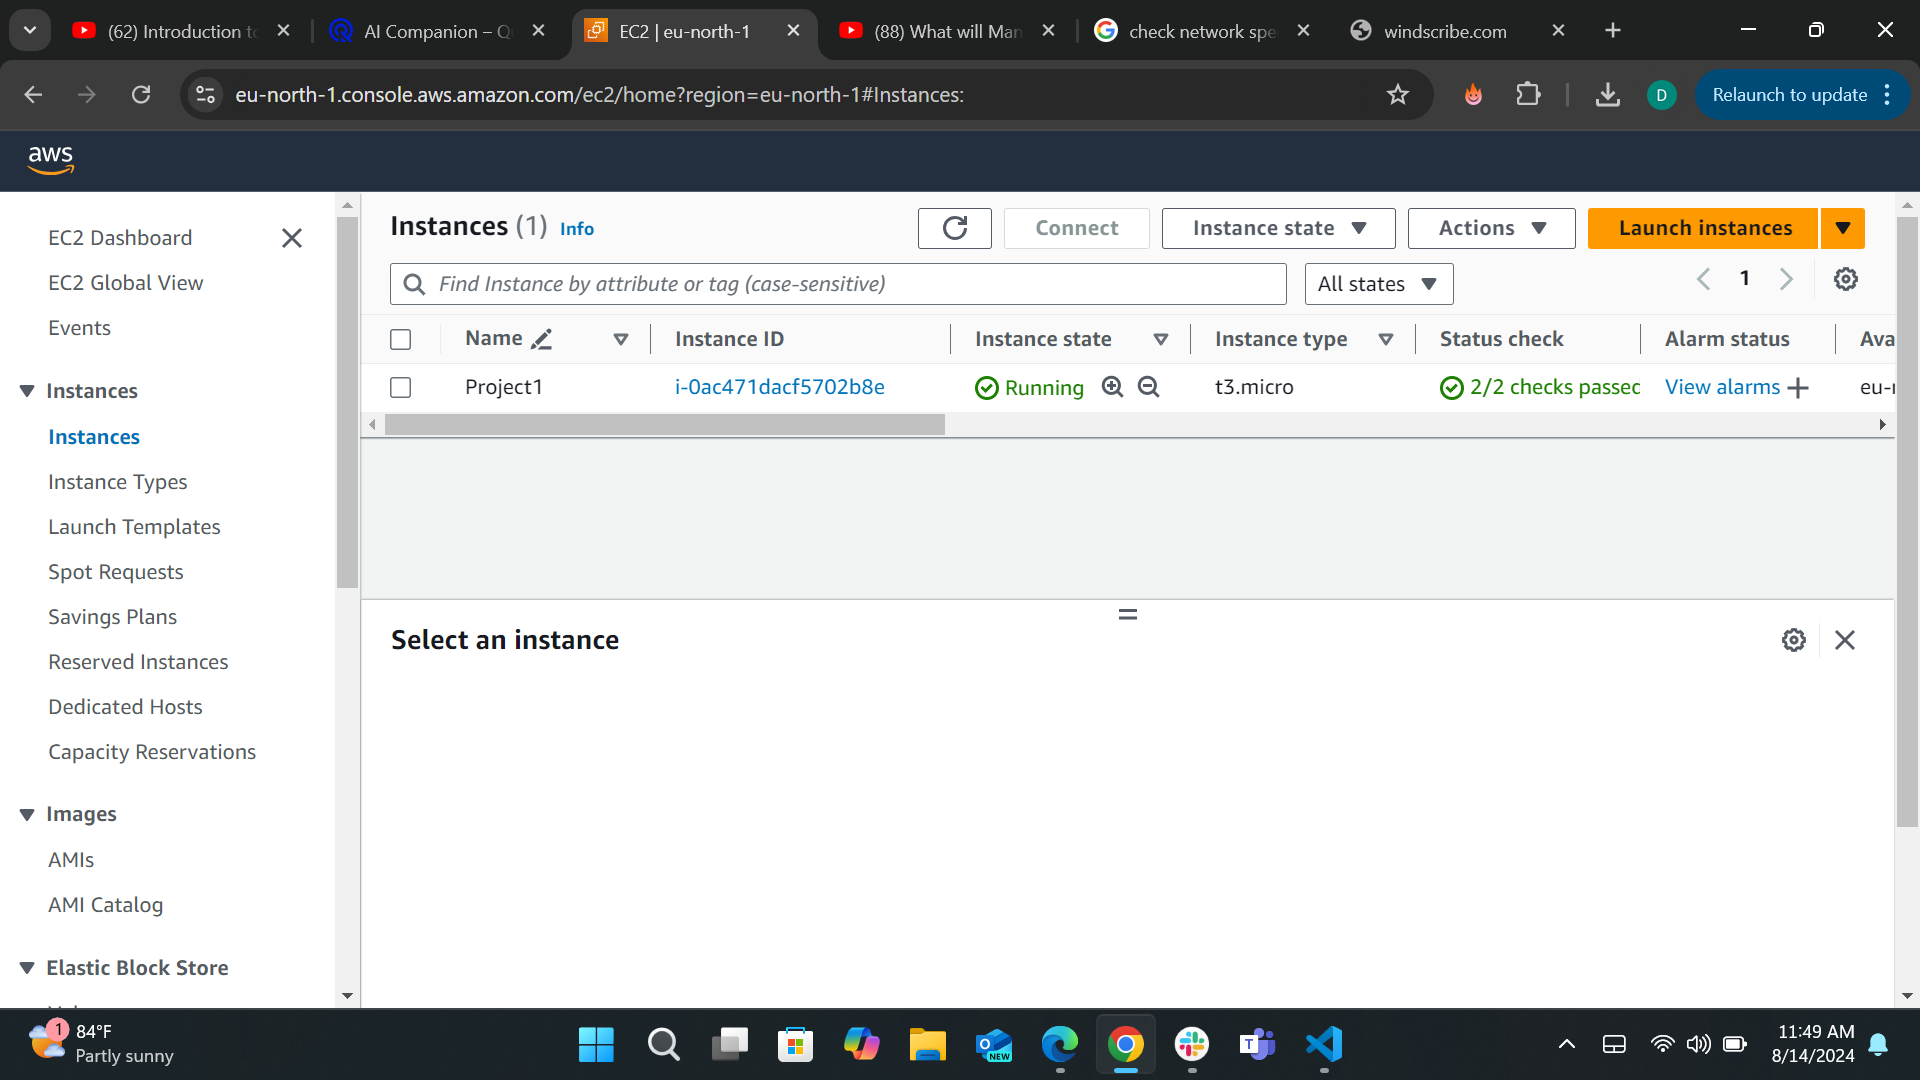 (62) Introduction to
AI Companion – Q
EC2 | eu-north-1
(88) What will Man
check network spe
windscribe.com
eu-north-1.console.aws.amazon.com/ec2/home?region=eu-north-1#Instances:
D
Relaunch to update
aws
EC2 Dashboard
EC2 Global View
Events
Instances
Instances
Instance Types
Launch Templates
Spot Requests
Savings Plans
Reserved Instances
Dedicated Hosts
Capacity Reservations
Images
AMIs
AMI Catalog
Elastic Block Store
Instances (1) Info
Connect
Instance state
Actions
Launch instances
Find Instance by attribute or tag (case-sensitive)
All states
1
Name Instance ID Instance state Instance type Status check Alarm status Ava
Project1 i-0ac471dacf5702b8e Running t3.micro 2/2 checks passec View alarms eu-r
Select an instance
1
84°F
Partly sunny
NEW
11:49 AM
8/14/2024